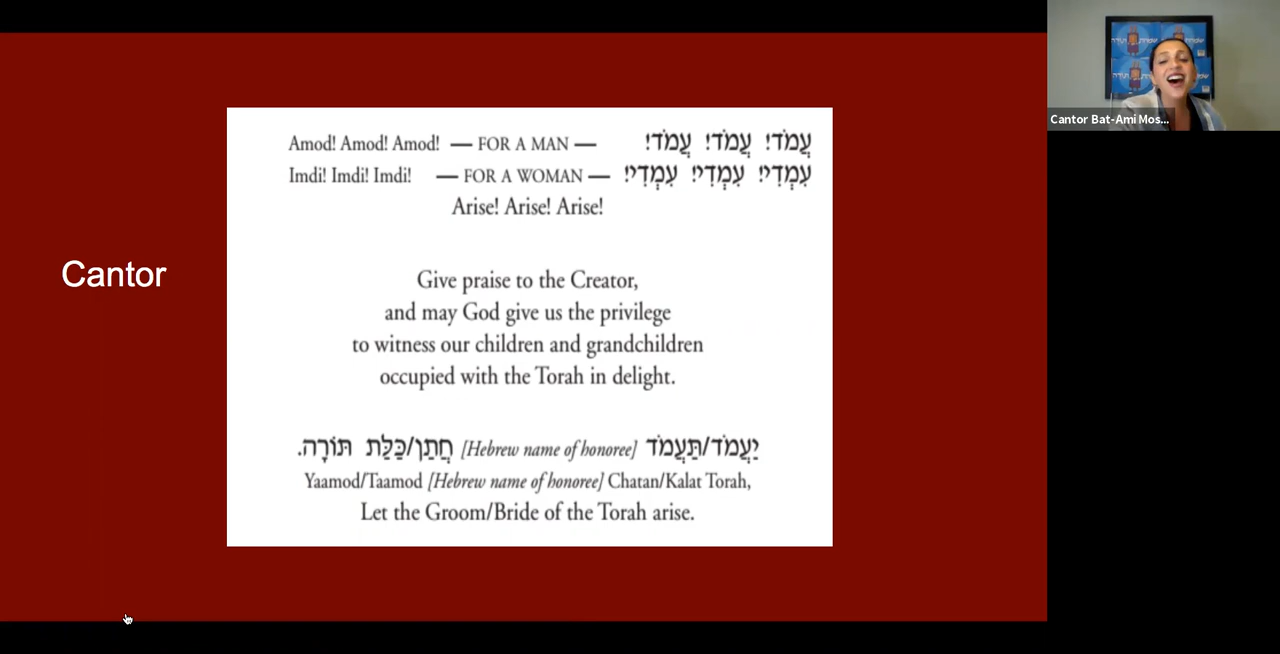 Cantor
Amod! Amod! Amod! — FOR A MAN — עֲמֹד! עֲמֹד! עֲמֹד!
Imdi! Imdi! Imdi! — FOR A WOMAN — עִמְדִי! עִמְדִי! עִמְדִי!
Arise! Arise! Arise!
Give praise to the Creator,
and may God give us the privilege
to witness our children and grandchildren
occupied with the Torah in delight.
יַעֲמֹד/תַּעֲמֹד [Hebrew name of honoree] חֲתַן/כַּלַּת תּוֹרָה.
Yaamod/Taamod [Hebrew name of honoree] Chatan/Kalat Torah,
Let the Groom/Bride of the Torah arise.
Cantor Bat-Ami Mos...